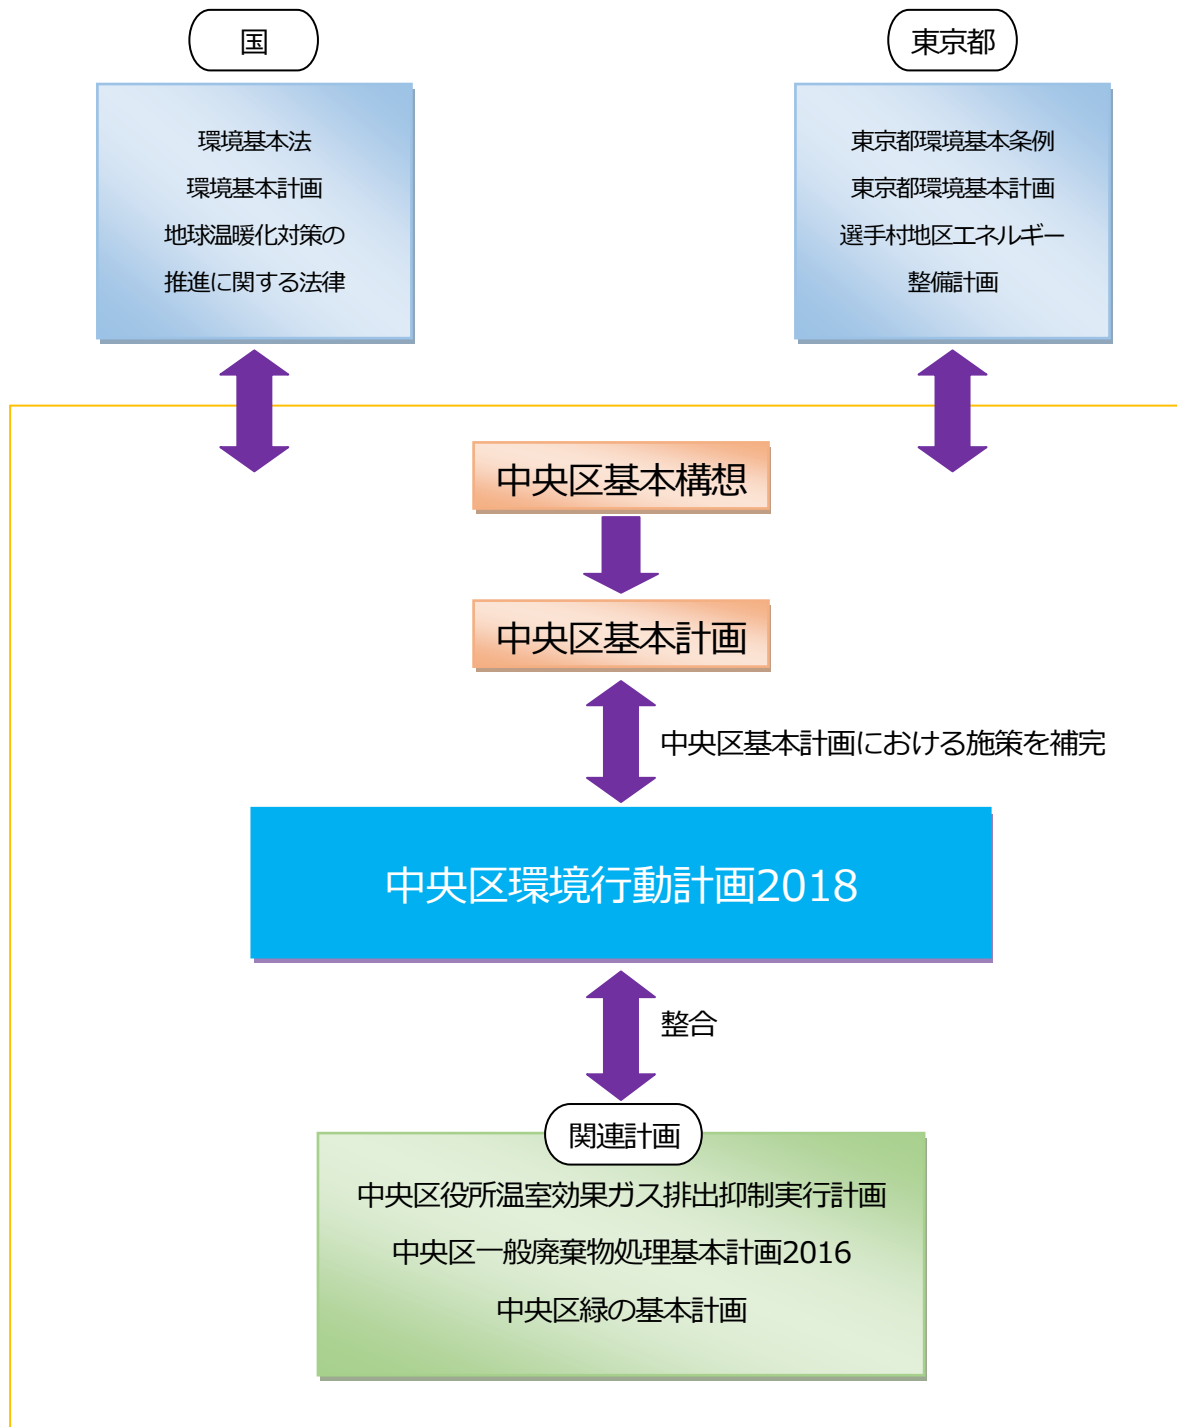 国
東京都
環境基本法
環境基本計画
地球温暖化対策の
推進に関する法律
東京都環境基本条例
東京都環境基本計画
選手村地区エネルギー
整備計画
中央区基本構想
中央区基本計画
中央区基本計画における施策を補完
中央区環境行動計画2018
整合
関連計画
中央区役所温室効果ガス排出抑制実行計画
中央区一般廃棄物処理基本計画2016
中央区緑の基本計画